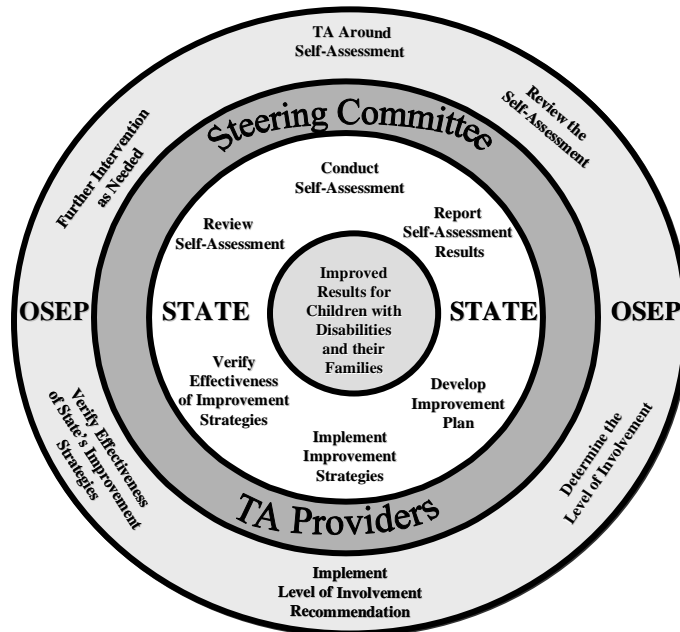 TA Around
Self-Assessment
Review the
Self-Assessment
Steering Committee
Further Intervention
as Needed
Conduct
Self-Assessment
Review
Self-Assessment
Report
Self-Assessment
Results
Improved
Results for
Children with
Disabilities
and their
Families
OSEP
STATE
STATE
OSEP
Verify
Effectiveness
of Improvement
Strategies
Develop
Improvement
Plan
Implement
Improvement
Strategies
Verify Effectiveness
of State's Improvement
Strategies
Determine the
Level of Involvement
TA Providers
Implement
Level of Involvement
Recommendation